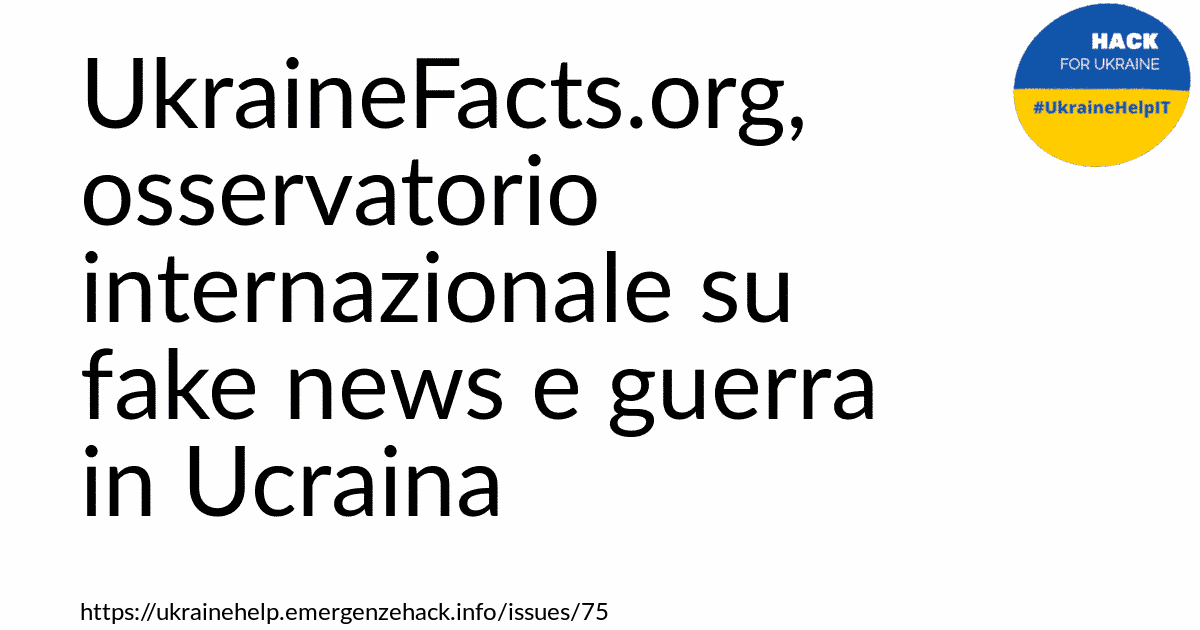 UkraineFacts.org,
osservatorio
internazionale su
fake news e guerra
in Ucraina
HACK
FOR UKRAINE
#UkraineHelpIT
https://ukrainehelp.emergenzehack.info/issues/75